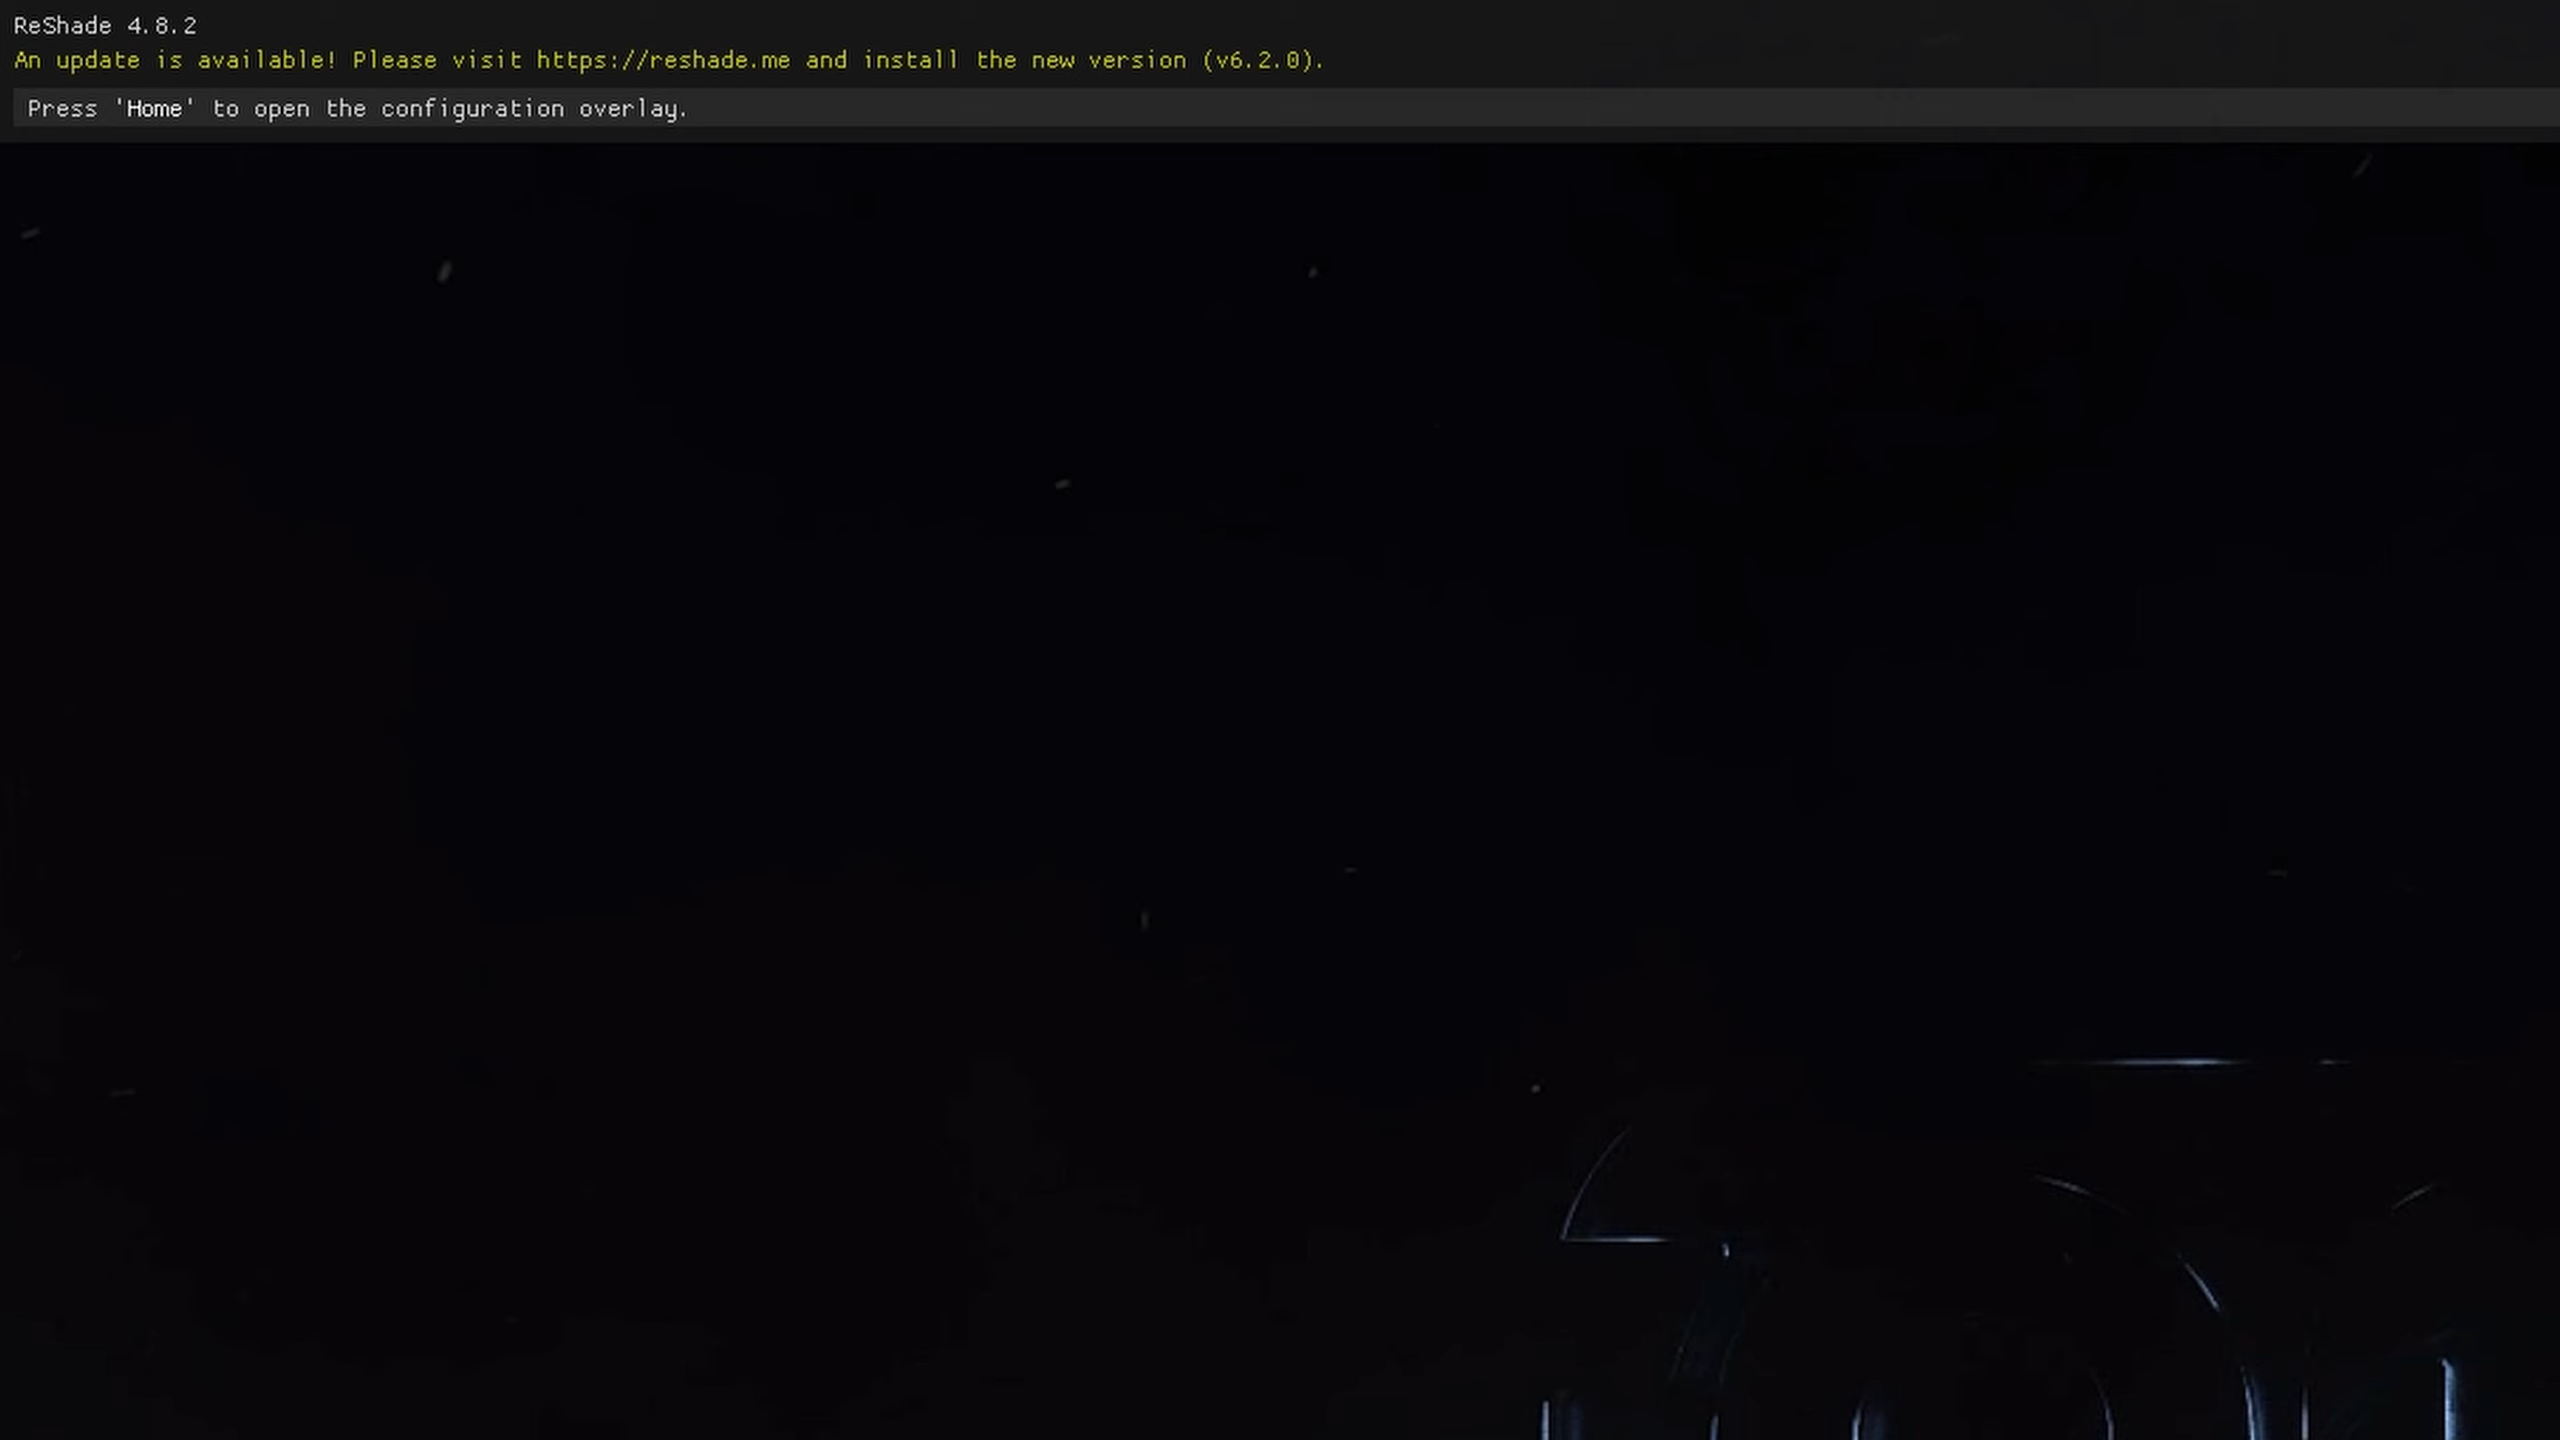 ReShade 4.8.2
An update is available! Please visit https://reshade.me and install the new version (v6.2.0).
Press 'Home' to open the configuration overlay.